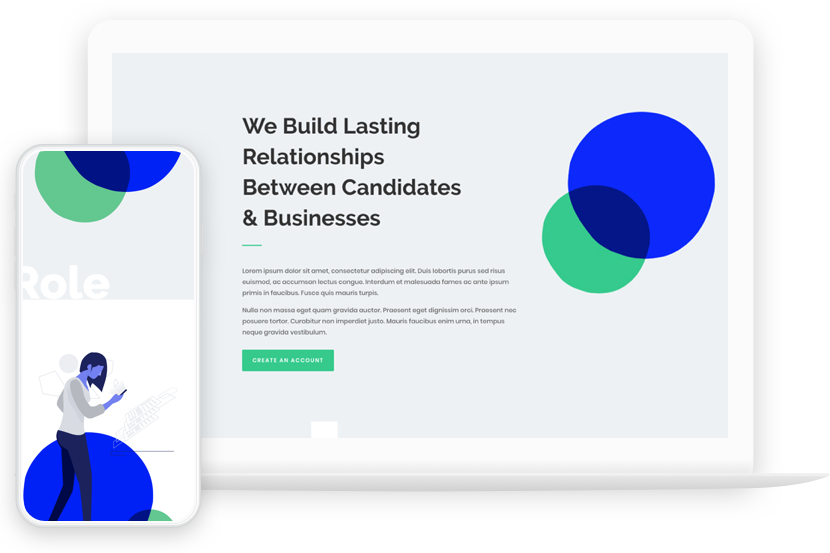 We Build Lasting
Relationships
Between Candidates
& Businesses
Lorem ipsum dolor sit amet, consectetur adipiscing elit. Duis lobortis purus sed risus
euismod, ac accumsan lectus congue. Interdum et malesuada fames ac ante ipsum
primis in faucibus. Fusce quis mauris turpis.
Nulla non massa eget quam gravida auctor. Praesent eget dignissim orci. Praesent nec
posuere tortor. Curabitur non imperdiet justo. Mauris faucibus enim urna, in tempus
neque gravida vestibulum.
CREATE AN ACCOUNT
Role